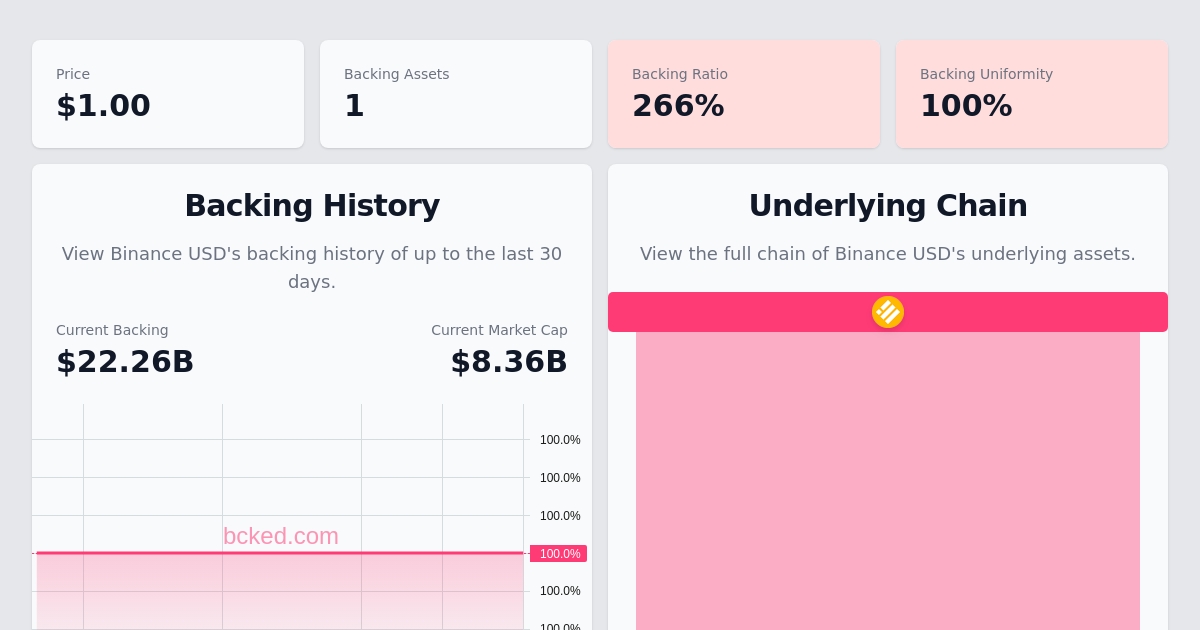 Price
$1.00
Backing Assets
1
Backing Ratio
266%
Backing Uniformity
100%
Backing History
View Binance USD's backing history of up to the last 30
days.
Current Backing
$22.26B
Current Market Cap
$8.36B
100.0%
100.0%
100.0%
bcked.com
100.0%
100.0%
100.0%
Underlying Chain
View the full chain of Binance USD's underlying assets.